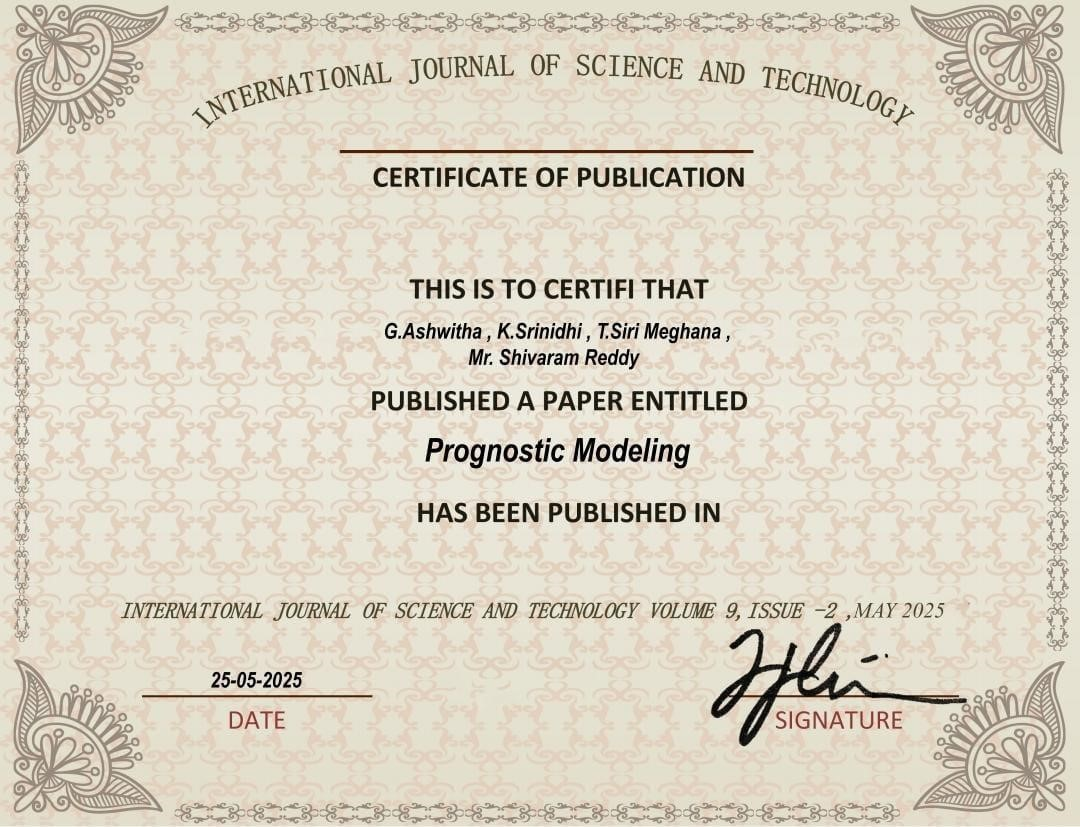 INTERNATIONAL JOURNAL OF SCIENCE AND TECHNOLOGY
CERTIFICATE OF PUBLICATION
THIS IS TO CERTIFI THAT
G.Ashwitha , K.Srinidhi , T.Siri Meghana ,
Mr. Shivaram Reddy
PUBLISHED A PAPER ENTITLED
Prognostic Modeling
HAS BEEN PUBLISHED IN
INTERNATIONAL JOURNAL OF SCIENCE AND TECHNOLOGY VOLUME 9, ISSUE -2 ,MAY 2025
25-05-2025
DATE
SIGNATURE